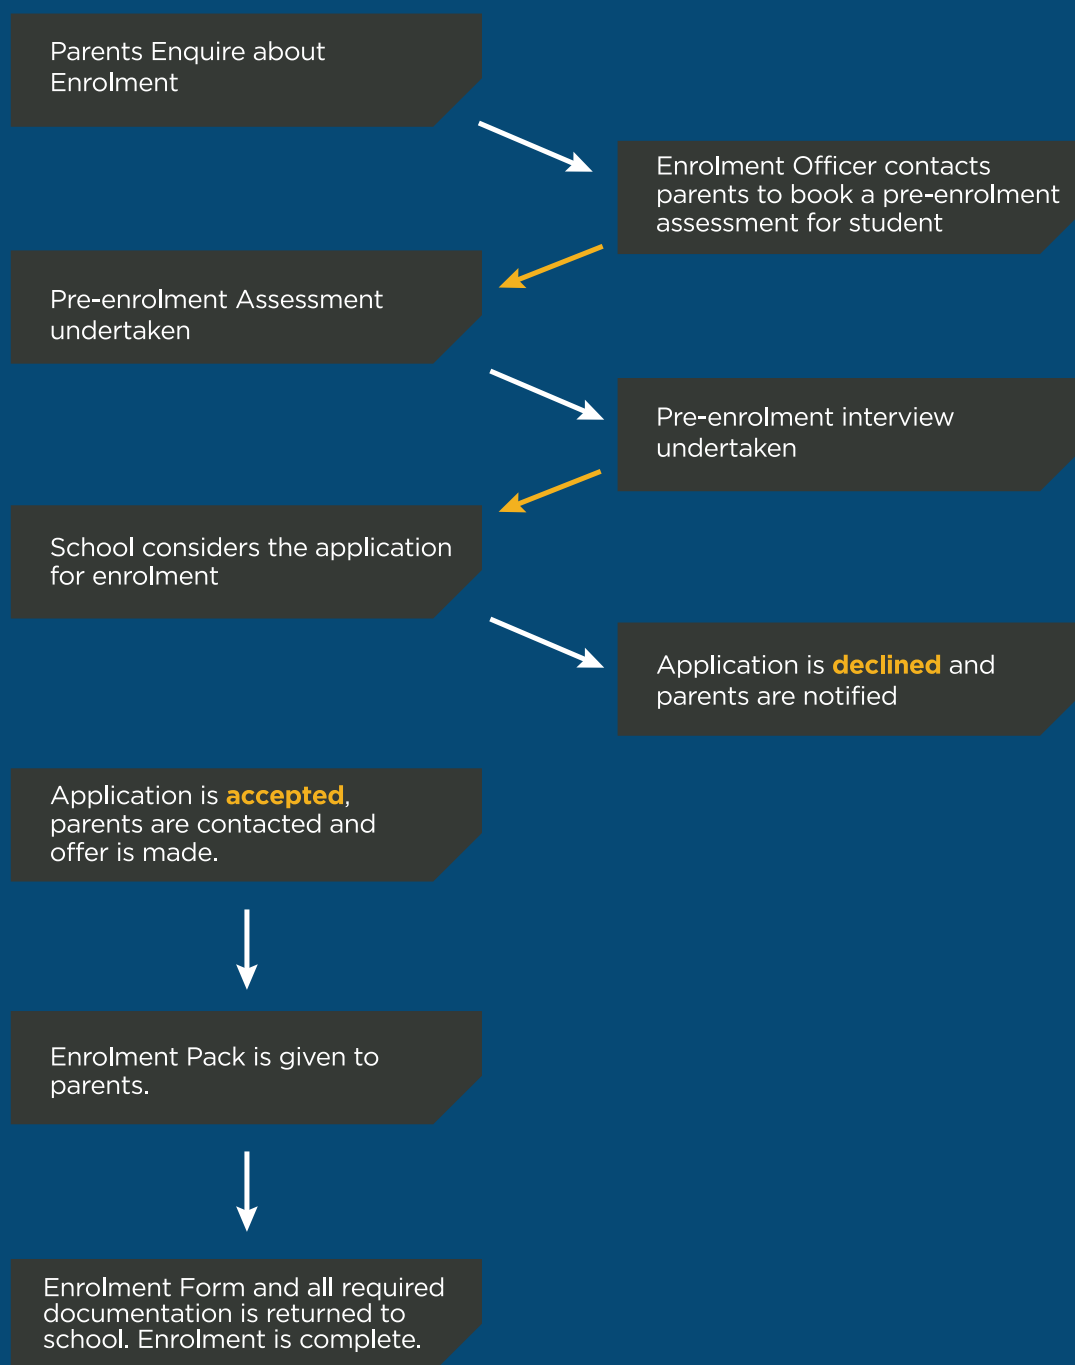 Parents Enquire about
Enrolment
Enrolment Officer contacts
parents to book a pre-enrolment
assessment for student
Pre-enrolment Assessment
undertaken
Pre-enrolment interview
undertaken
School considers the application
for enrolment
Application is declined and
parents are notified
Application is accepted,
parents are contacted and
offer is made.
Enrolment Pack is given to
parents.
Enrolment Form and all required
documentation is returned to
school. Enrolment is complete.